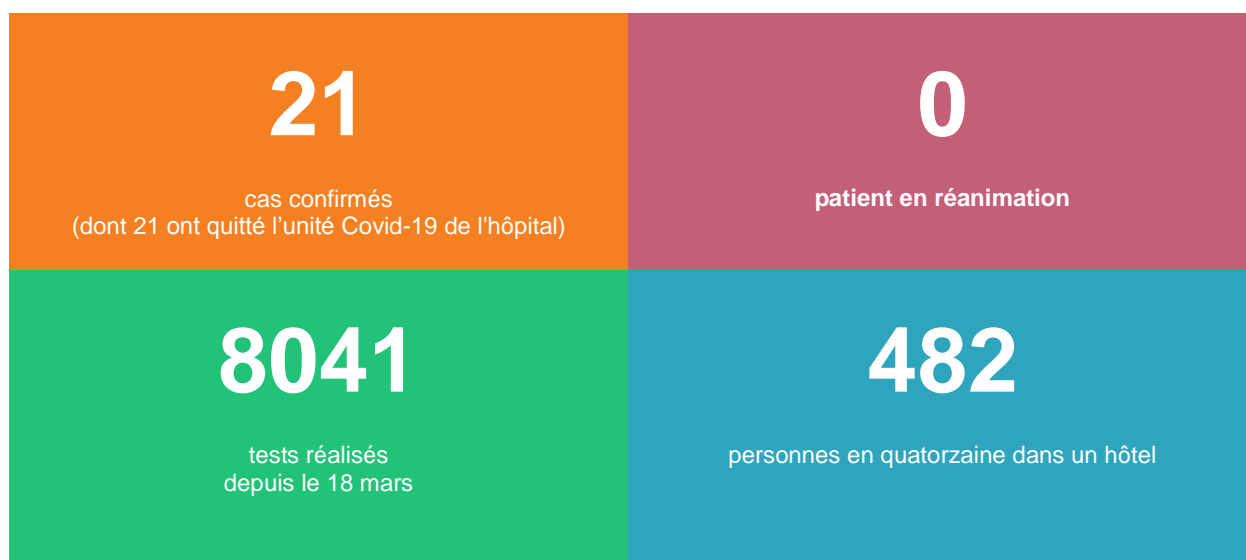 21
cas confirmés
(dont 21 ont quitté l’unité Covid-19 de l'hôpital)
0
patient en réanimation
8041
tests réalisés
depuis le 18 mars
482
personnes en quatorzaine dans un hôtel